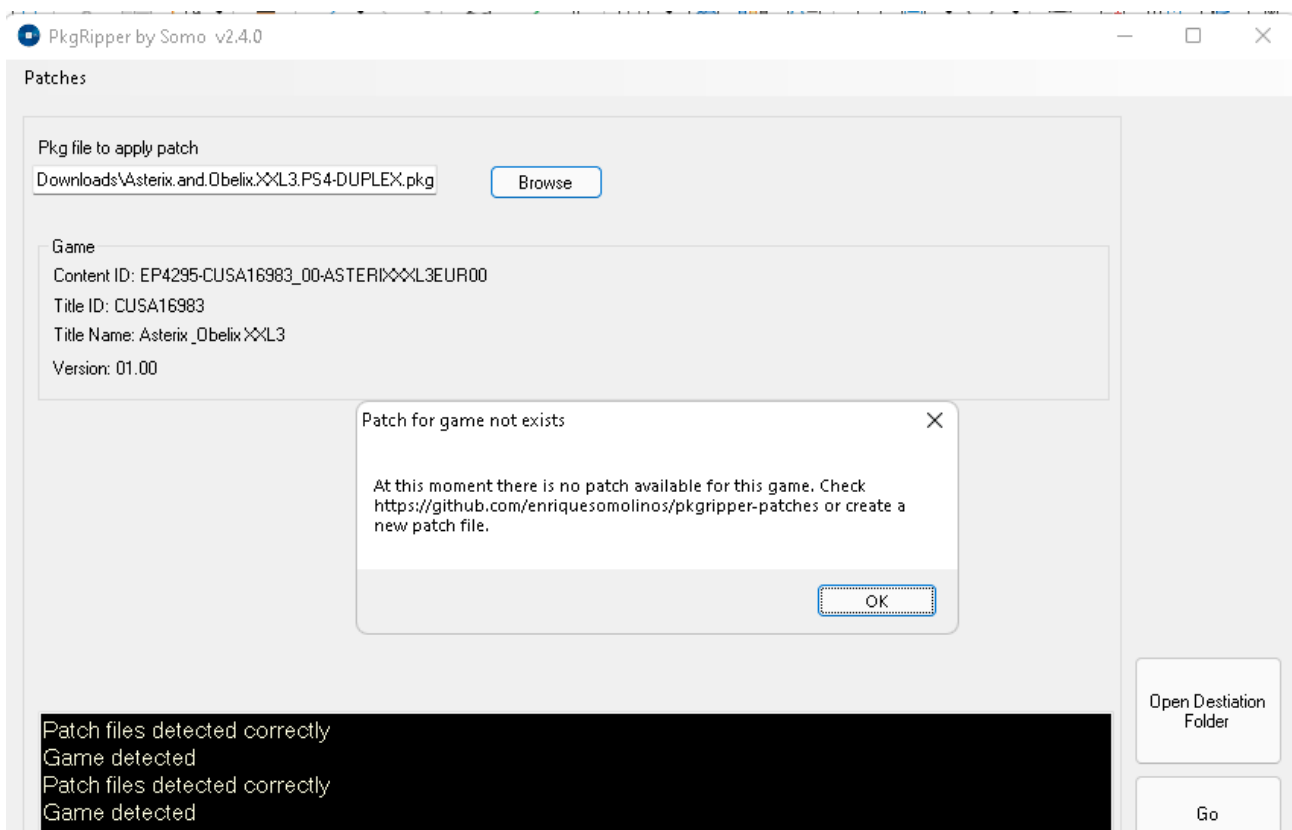 PkgRipper by Somo v2.4.0
Patches
Pkg file to apply patch
Downloads\Asterix.and.Obelix.XXL3.PS4-DUPLEX.pkg
Browse
Game
Content ID: EP4295-CUSA16983_00-ASTERIXXXL3EUR00
Title ID: CUSA16983
Title Name: Asterix _Obelix XXL3
Version: 01.00
Patch for game not exists
At this moment there is no patch available for this game. Check
https://github.com/enriquesomolinos/pkgripper-patches or create a
new patch file.
OK
Open Destiation
Folder
Patch files detected correctly
Game detected
Patch files detected correctly
Game detected
Go